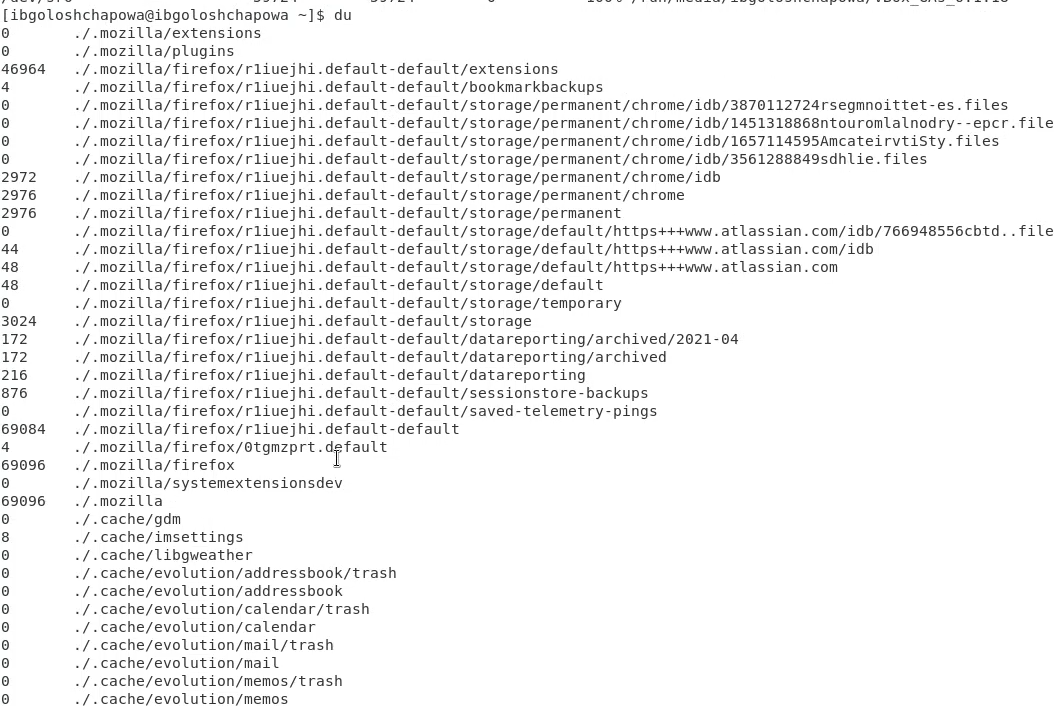 [ibgoloshchapowa@ibgoloshchapowa ~]$ du
0	./.mozilla/extensions
0	./.mozilla/plugins
46964	./.mozilla/firefox/r1iuejhi.default-default/extensions
4	./.mozilla/firefox/r1iuejhi.default-default/bookmarkbackups
0	./.mozilla/firefox/r1iuejhi.default-default/storage/permanent/chrome/idb/3870112724rsegmnoittet-es.files
0	./.mozilla/firefox/r1iuejhi.default-default/storage/permanent/chrome/idb/1451318868ntouromlalnodry--epcr.file
0	./.mozilla/firefox/r1iuejhi.default-default/storage/permanent/chrome/idb/1657114595AmcateirvtiSty.files
0	./.mozilla/firefox/r1iuejhi.default-default/storage/permanent/chrome/idb/3561288849sdhlie.files
2972	./.mozilla/firefox/r1iuejhi.default-default/storage/permanent/chrome/idb
2976	./.mozilla/firefox/r1iuejhi.default-default/storage/permanent/chrome
2976	./.mozilla/firefox/r1iuejhi.default-default/storage/permanent
0	./.mozilla/firefox/r1iuejhi.default-default/storage/default/https+++www.atlassian.com/idb/766948556cbtd..file
44	./.mozilla/firefox/r1iuejhi.default-default/storage/default/https+++www.atlassian.com/idb
48	./.mozilla/firefox/r1iuejhi.default-default/storage/default/https+++www.atlassian.com
48	./.mozilla/firefox/r1iuejhi.default-default/storage/default
0	./.mozilla/firefox/r1iuejhi.default-default/storage/temporary
3024	./.mozilla/firefox/r1iuejhi.default-default/storage
172	./.mozilla/firefox/r1iuejhi.default-default/datareporting/archived/2021-04
172	./.mozilla/firefox/r1iuejhi.default-default/datareporting/archived
216	./.mozilla/firefox/r1iuejhi.default-default/datareporting
876	./.mozilla/firefox/r1iuejhi.default-default/sessionstore-backups
0	./.mozilla/firefox/r1iuejhi.default-default/saved-telemetry-pings
69084	./.mozilla/firefox/r1iuejhi.default-default
4	./.mozilla/firefox/0tgmzprt.default
69096	./.mozilla/firefox
0	./.mozilla/systemextensionsdev
69096	./.mozilla
0	./.cache/gdm
8	./.cache/imsettings
0	./.cache/libgweather
0	./.cache/evolution/addressbook/trash
0	./.cache/evolution/addressbook
0	./.cache/evolution/calendar/trash
0	./.cache/evolution/calendar
0	./.cache/evolution/mail/trash
0	./.cache/evolution/mail
0	./.cache/evolution/memos/trash
0	./.cache/evolution/memos